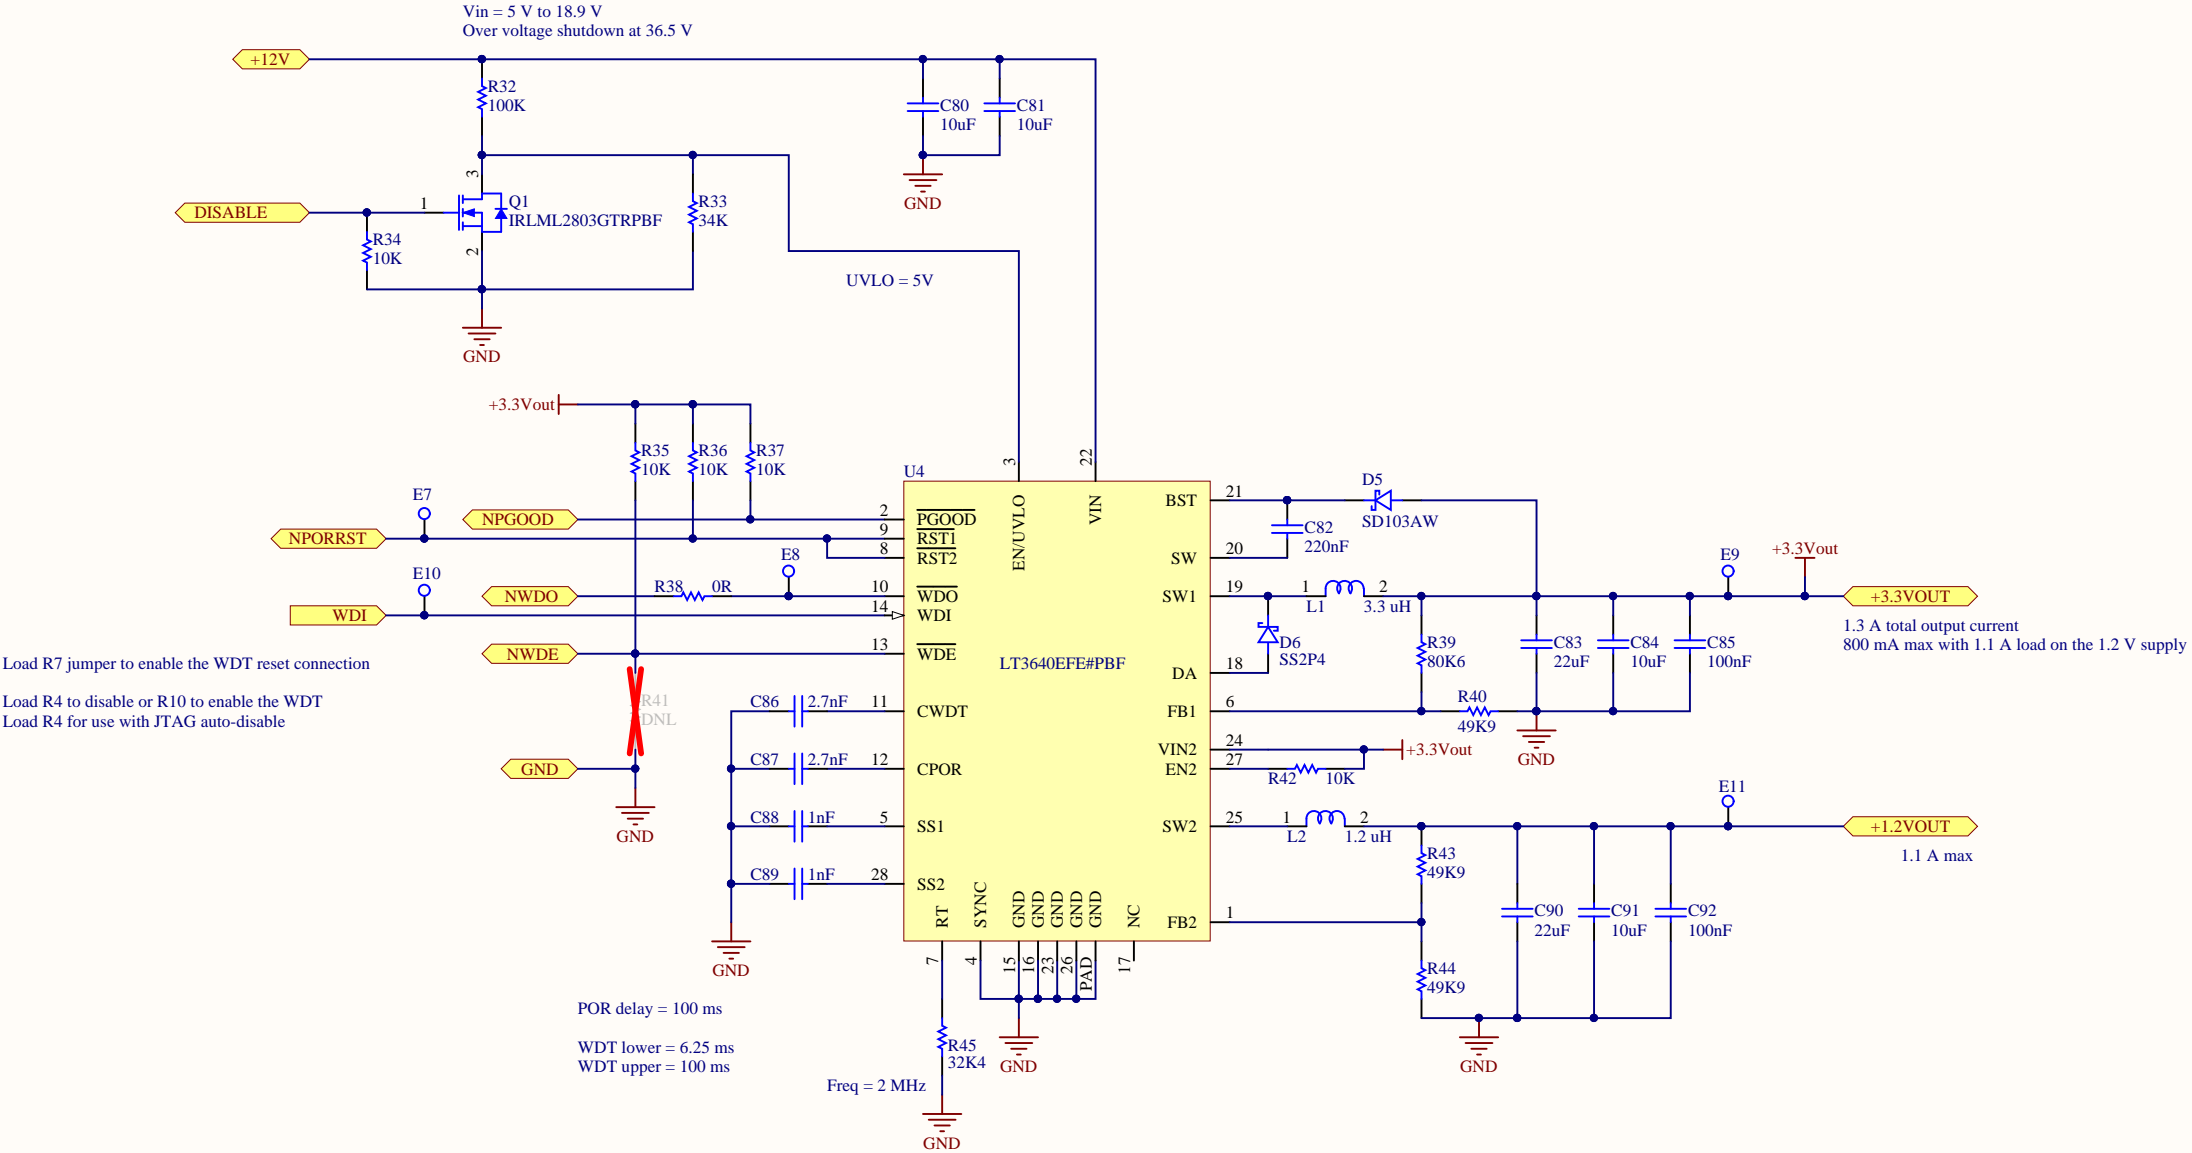 Vin = 5 V to 18.9 V
Over voltage shutdown at 36.5 V
+12V
R32
100K
C80
10uF
C81
10uF
GND
3
DISABLE
1
Q1
IRLML2803GTRPBF
R33
34K
R34
10K
2
UVLO = 5V
GND
+3.3Vout
R35
10K
R36
10K
R37
10K
3
22
U4
E7
NPGOOD
2
PGOOD
NPORRST
9
RST1
8
RST2
EN/UVLO
VIN
E8
E10
NWDO
R38
0R
10
WDO
WDI
14
WDI
NWDE
13
WDE
LT3640EFE#PBF
Load R7 jumper to enable the WDT reset connection
Load R4 to disable or R10 to enable the WDT
Load R4 for use with JTAG auto-disable
R41
DNL
GND
GND
C86
2.7nF
11
CWDT
C87
2.7nF
12
CPOR
C88
1nF
5
SS1
C89
1nF
28
SS2
GND
BST
21
D5
SD103AW
C82
220nF
SW
20
SW1
19
1
L1
2
3.3 uH
E9
+3.3Vout
+3.3VOUT
1.3 A total output current
800 mA max with 1.1 A load on the 1.2 V supply
D6
SS2P4
DA
18
R39
80K6
C83
22uF
C84
10uF
C85
100nF
FB1
6
R40
49K9
GND
VIN2
24
+3.3Vout
EN2
27
R42
10K
SW2
25
1
L2
2
1.2 uH
E11
+1.2VOUT
1.1 A max
R43
49K9
FB2
1
C90
22uF
C91
10uF
C92
100nF
R44
49K9
GND
RT
SYNC
GND
GND
GND
GND
GND
NC
7
4
15
16
23
26
PAD
17
GND
POR delay = 100 ms
WDT lower = 6.25 ms
WDT upper = 100 ms
R45
32K4
Freq = 2 MHz
GND